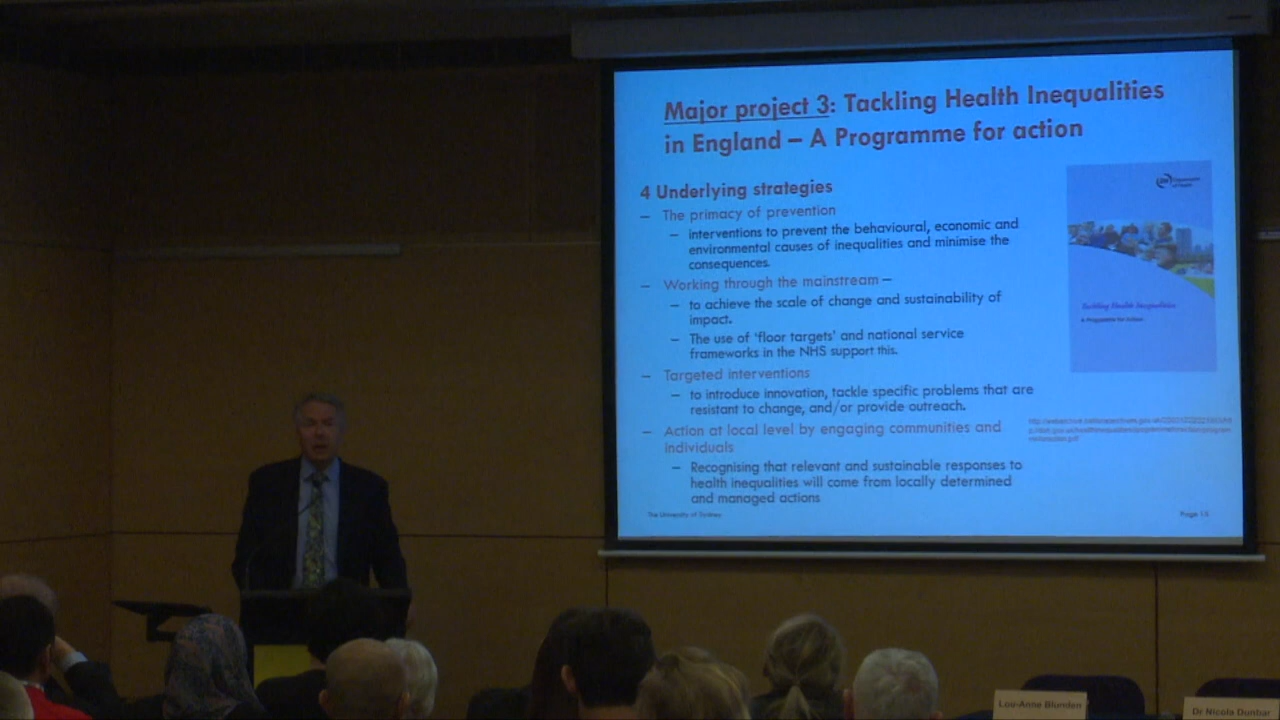 Major project 3: Tackling Health Inequalities
in England – A Programme for action
4 Underlying strategies
– The primacy of prevention
– interventions to prevent the behavioural, economic and
environmental causes of inequalities and minimise the
consequences.
– Working through the mainstream –
– to achieve the scale of change and sustainability of
impact.
– The use of 'floor targets' and national service
frameworks in the NHS support this.
– Targeted interventions
– to introduce innovation, tackle specific problems that are
resistant to change, and/or provide outreach.
– Action at local level by engaging communities and
individuals
– Recognising that relevant and sustainable responses to
health inequalities will come from locally determined
and managed actions
Department
of Health
Tackling Health Inequalities
A Programme for Action
The University of Sydney
Page 15
Lou-Anne Blunden
Dr Nicola Dunbar